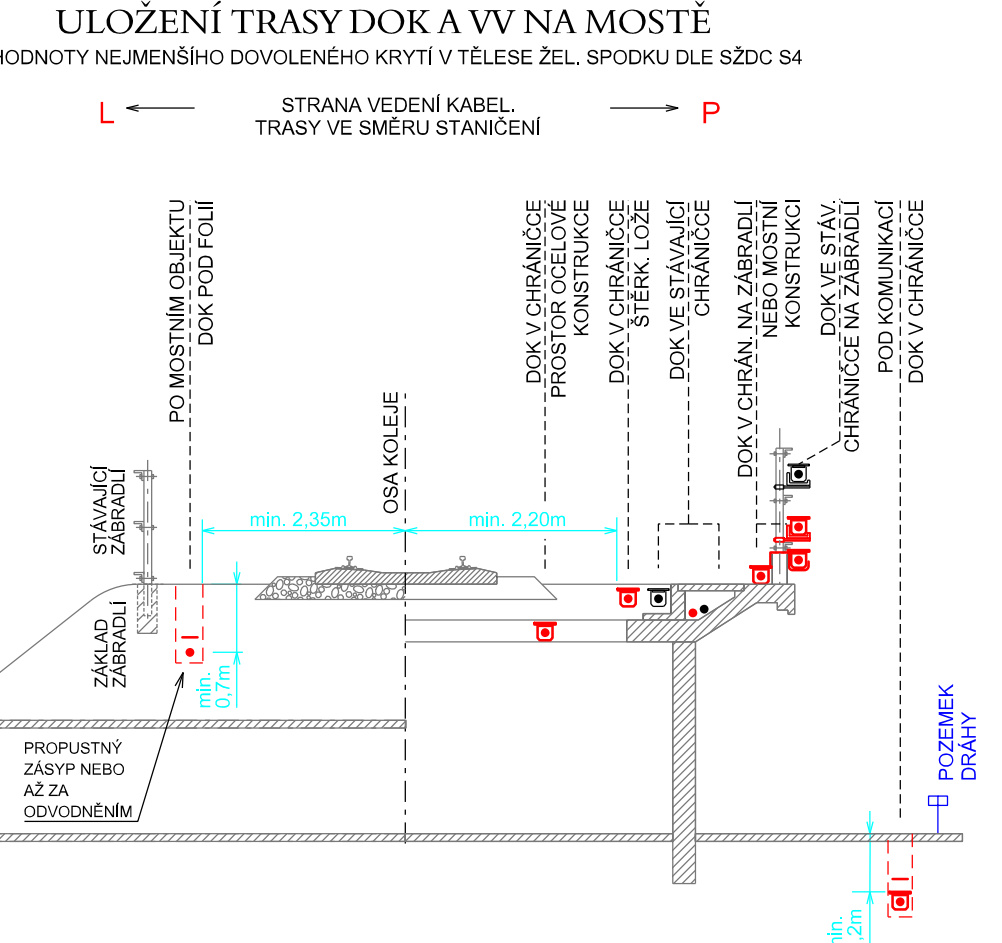 ULOŽENÍ TRASY DOK A VV NA MOSTĚ
HODNOTY NEJMENŠÍHO DOVOLENÉHO KRYTÍ V TĚLESE ŽEL. SPODKU DLE SŽDC S4
L
STRANA VEDENÍ KABEL.
TRASY VE SMĚRU STANIČENÍ
P
PO MOSTNÍM OBJEKTU
DOK POD FOLIÍ
OSA KOLEJE
DOK V CHRÁNIČCE
PROSTOR OCELOVÉ
KONSTRUKCE
DOK V CHRÁNIČCE
ŠTĚRK. LOŽE
DOK VE STÁVAJÍCÍ
CHRÁNIČCE
DOK V CHRÁN. NA ZÁBRADLÍ
NEBO MOSTNÍ
KONSTRUKCI
DOK VE STÁV.
CHRÁNIČCE NA ZÁBRADLÍ
POD KOMUNIKACÍ
DOK V CHRÁNIČCE
STÁVAJÍCÍ
ZÁBRADLÍ
min. 2,35m
min. 2,20m
ZÁKLAD
ZÁBRADLÍ
min.
0,7m
PROPUSTNÝ
ZÁSYP NEBO
AŽ ZA
ODVODNĚNÍM
POZEMEK
DRÁHY